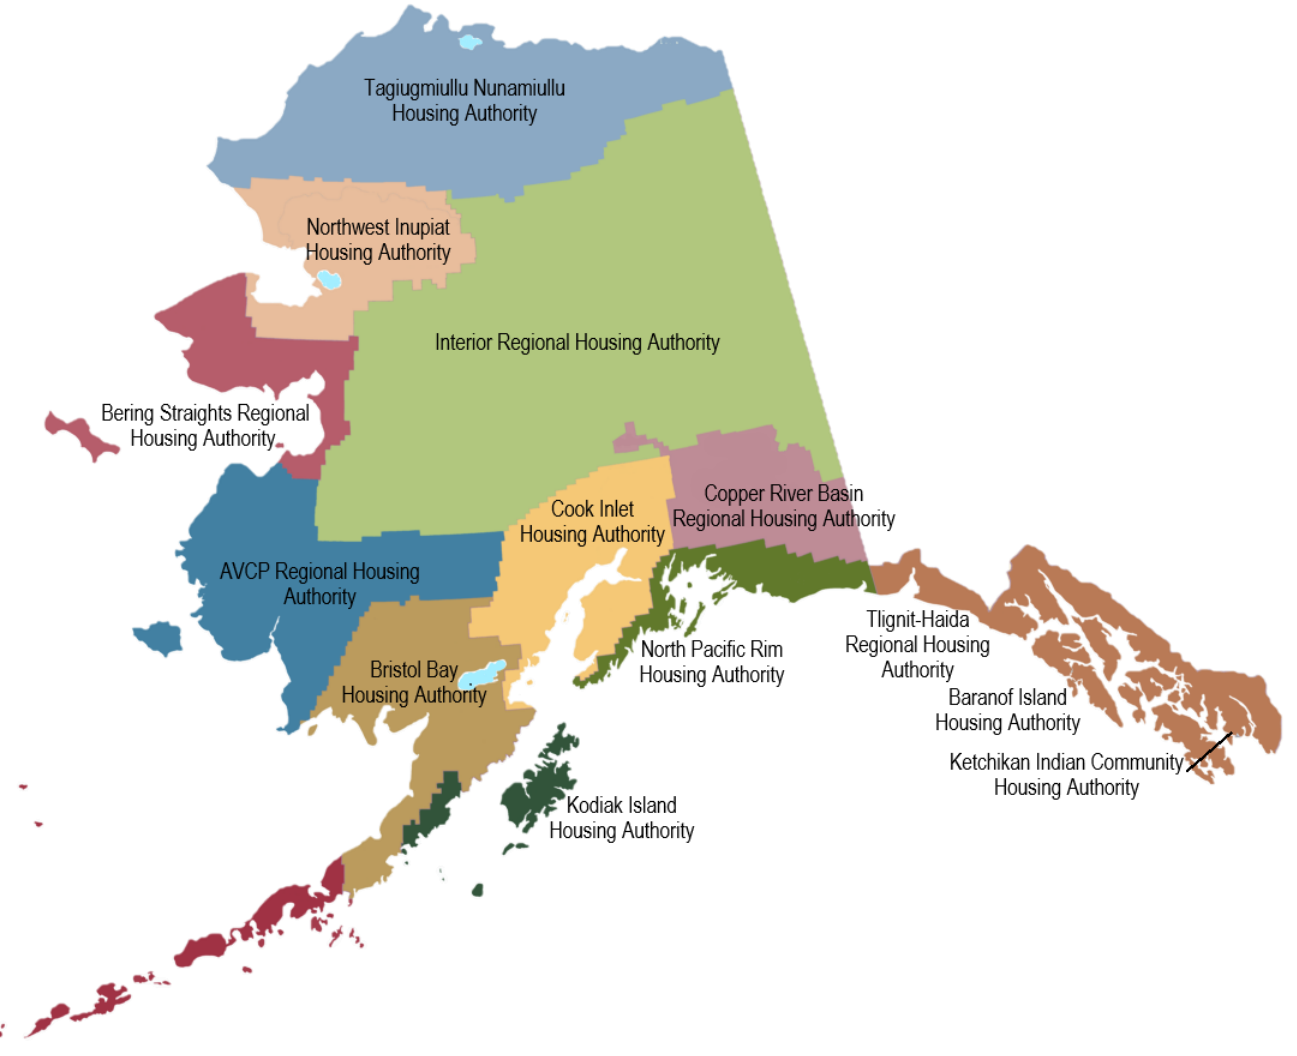 Tagiugmiullu Nunamiullu
Housing Authority
Northwest Inupiat
Housing Authority
Interior Regional Housing Authority
Bering Straights Regional
Housing Authority
Copper River Basin
Regional Housing Authority
Cook Inlet
Housing Authority
AVCP Regional Housing
Authority
Tlignit-Haida
Regional Housing
Authority
North Pacific Rim
Housing Authority
Bristol Bay
Housing Authority
Baranof Island
Housing Authority
Ketchikan Indian Community
Housing Authority
Kodiak Island
Housing Authority